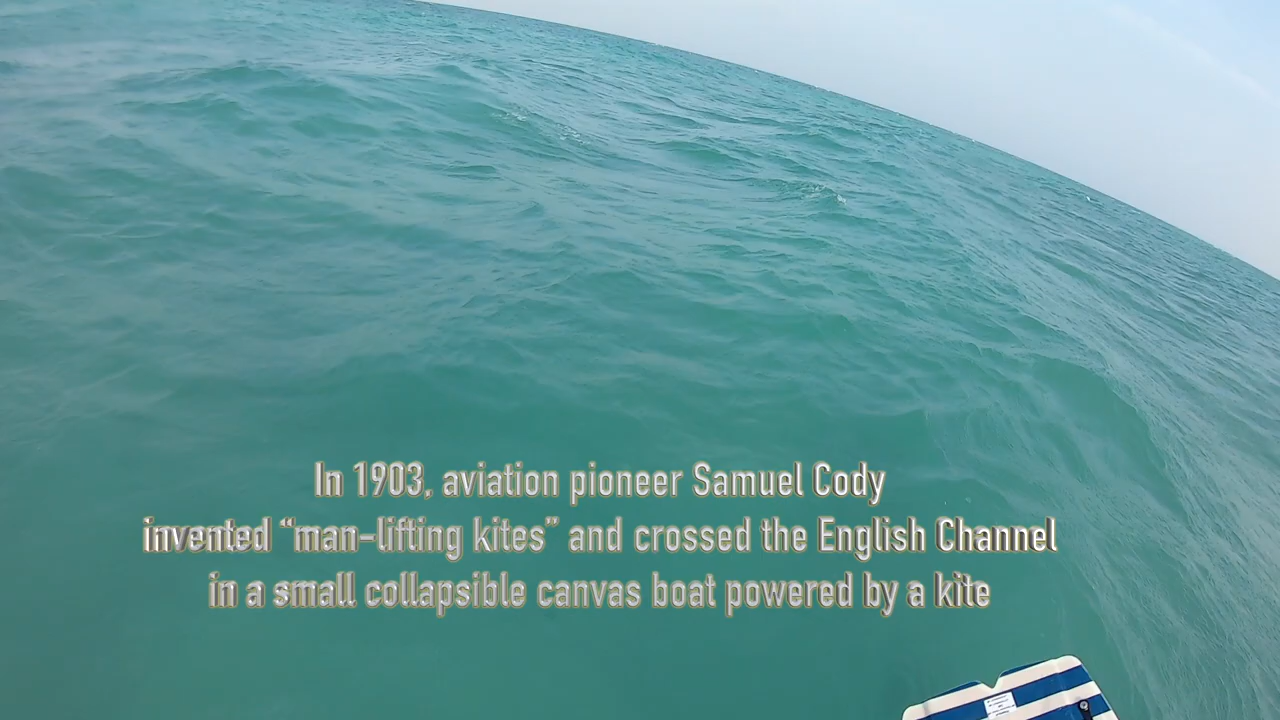 In 1903, aviation pioneer Samuel Cody
invented “man-lifting kites” and crossed the English Channel
in a small collapsible canvas boat powered by a kite